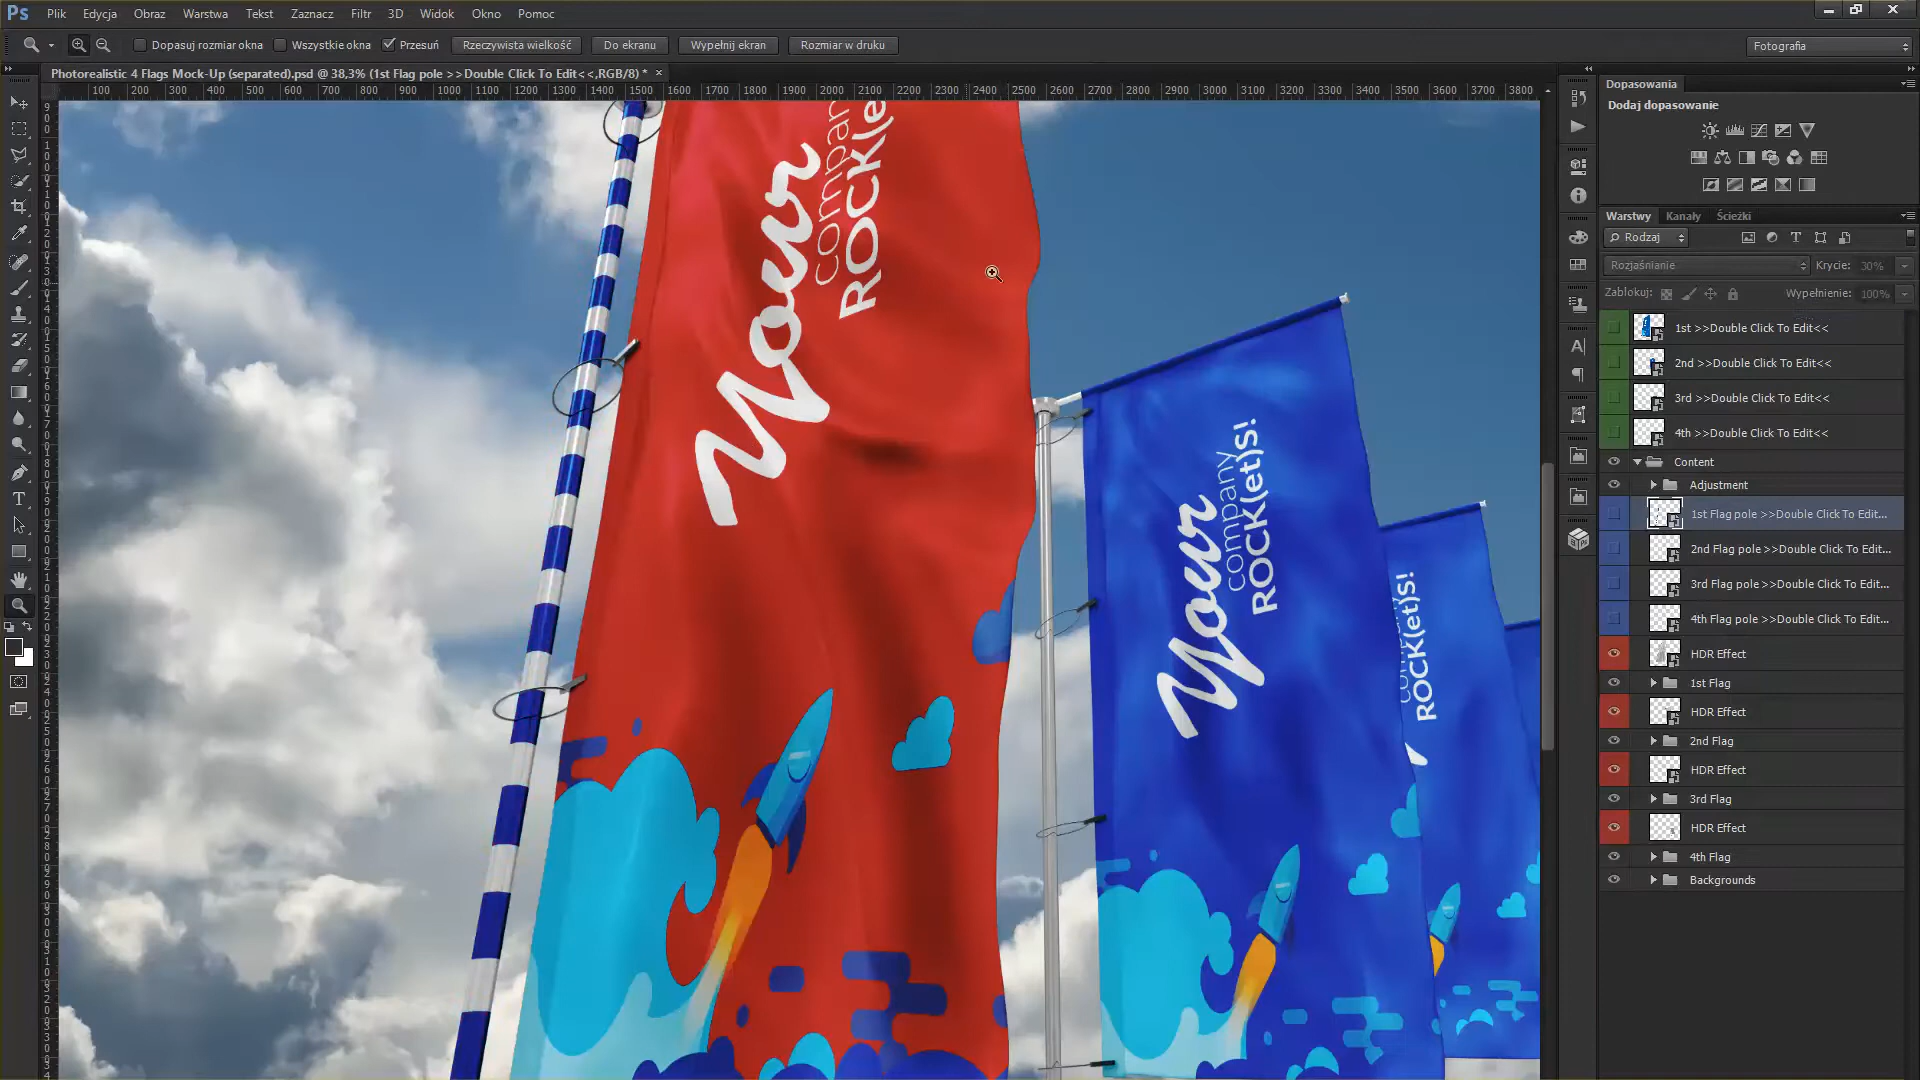 Ps Plik Edycja Obraz Warstwa Tekst Zaznacz Filtr 3D Widok Okno Pomoc
Dopasuj rozmiar okna Wszystkie okna Przesuń Rzeczywista wielkość Do ekranu Wypełnij ekran Rozmiar w druku Fotografia
Photorealistic 4 Flags Mock-Up (separated).psd @ 38,3% (1st Flag pole >>Double Click To Edit<<,RGB/8) * ×
100 200 300 400 500 600 700 800 900 1000 1100 1200 1300 1400 1500 1600 1700 1800 1900 2000 2100 2200 2300 2400 2500 2600 2700 2800 2900 3000 3100 3200 3300 3400 3500 3600 3700 3800
Your
company
ROCK(e
Your
company
ROCK(et)S!
ROCK(et)S!
Dopasowania
Dodaj dopasowanie
Warstwy Kanały Ścieżki
Rodzaj
Rozjaśnianie Krycie: 30%
Zablokuj: Wypełnienie: 100%
1st >>Double Click To Edit<<
2nd >>Double Click To Edit<<
3rd >>Double Click To Edit<<
4th >>Double Click To Edit<<
Content
Adjustment
1st Flag pole >>Double Click To Edit...
2nd Flag pole >>Double Click To Edit...
3rd Flag pole >>Double Click To Edit...
4th Flag pole >>Double Click To Edit...
HDR Effect
1st Flag
HDR Effect
2nd Flag
HDR Effect
3rd Flag
HDR Effect
4th Flag
Backgrounds